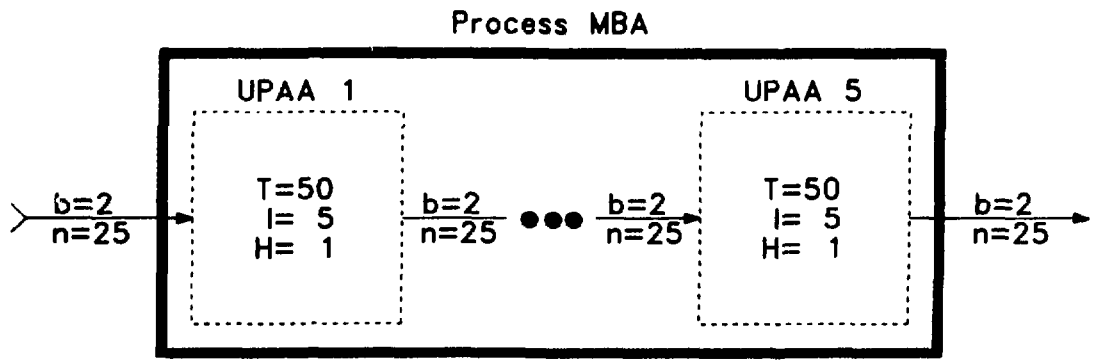 Process MBA
UPAA 1
UPAA 5
b=2
n=25
T=50
I= 5
H= 1
b=2
n=25
b=2
n=25
T=50
I= 5
H= 1
b=2
n=25